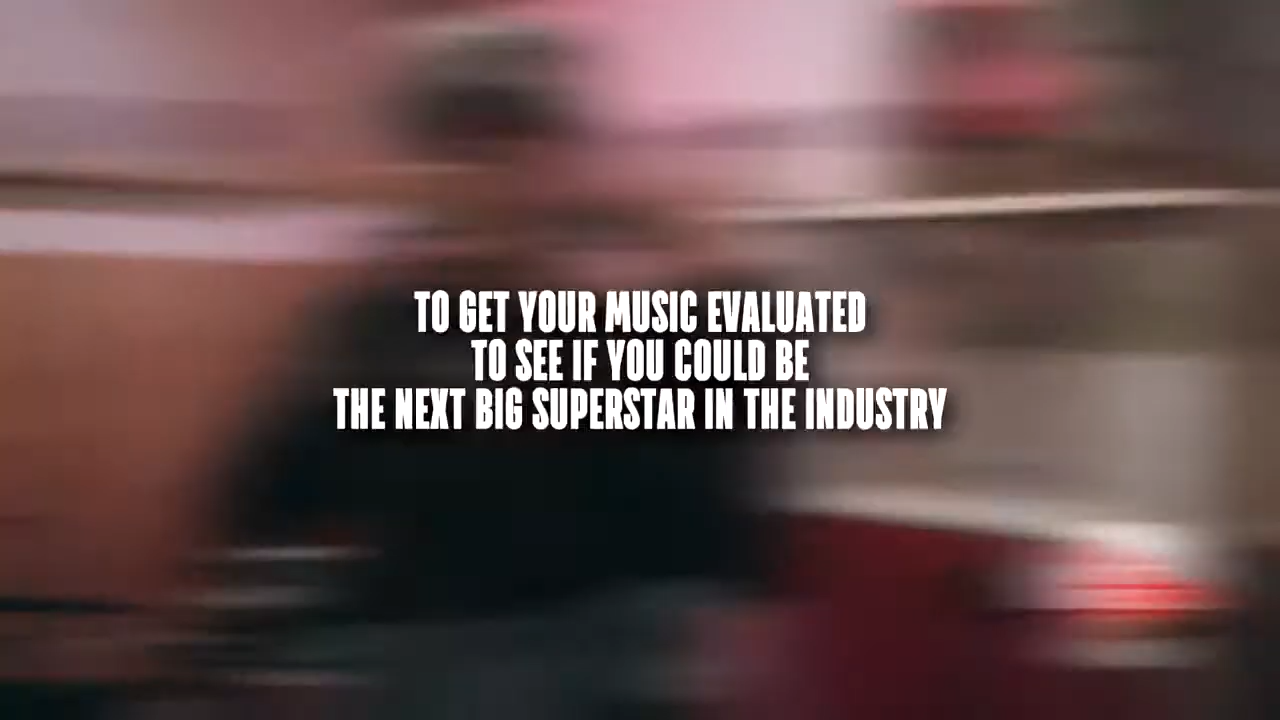 TO GET YOUR MUSIC EVALUATED
TO SEE IF YOU COULD BE
THE NEXT BIG SUPERSTAR IN THE INDUSTRY